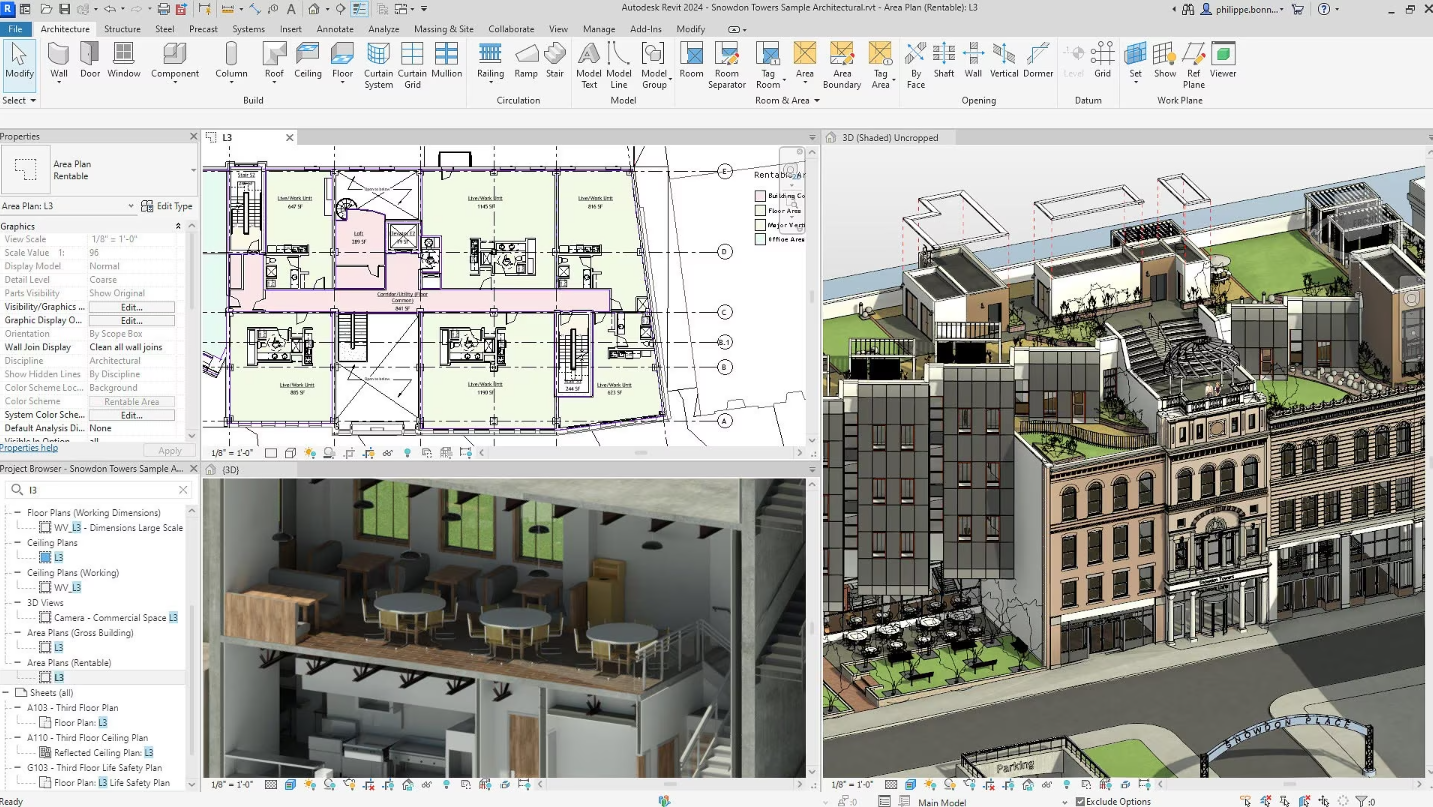 Autodesk Revit 2024 - Snowdon Towers Sample Architectural.rvt - Area Plan (Rentable): L3
philippe.bonn...
File Architecture Structure Steel Precast Systems Insert Annotate Analyze Massing & Site Collaborate View Manage Add-Ins Modify
Modify
Wall
Door
Window
Component
Column
Roof
Ceiling
Floor
Curtain System
Curtain Grid
Mullion
Railing
Ramp
Stair
Model Text
Model Line
Model Group
Room
Room Separator
Tag Room
Area
Area Boundary
Tag Area
By Face
Shaft
Wall
Vertical
Dormer
Level
Grid
Set
Show
Ref Plane
Viewer
Select
Build
Circulation
Model
Room & Area
Opening
Datum
Work Plane
Properties
Area Plan
Rentable
Area Plan: L3
Edit Type
Graphics
View Scale 1/8" = 1'-0"
Scale Value 1: 96
Display Model Normal
Detail Level Coarse
Parts Visibility Show Original
Visibility/Graphics ... Edit...
Graphic Display O... Edit...
Orientation By Scope Box
Wall Join Display Clean all wall joins
Discipline Architectural
Show Hidden Lines By Discipline
Color Scheme Loc... Background
Color Scheme Rentable Area
System Color Sche... Edit...
Default Analysis Di... None
Visible In Option all
Properties help
Apply
Project Browser - Snowdon Towers Sample A...
l3
Floor Plans (Working Dimensions)
WV_L3 - Dimensions Large Scale
Ceiling Plans
L3
Ceiling Plans (Working)
WV_L3
3D Views
Camera - Commercial Space L3
Area Plans (Gross Building)
L3
Area Plans (Rentable)
L3
Sheets (all)
A103 - Third Floor Plan
Floor Plan: L3
A110 - Third Floor Ceiling Plan
Reflected Ceiling Plan: L3
G103 - Third Floor Life Safety Plan
Floor Plan: L3 Life Safety Plan
Ready
L3
Stair S2
Live/Work Unit
647 SF
Loft
389 SF
Live/Work Unit
1145 SF
Live/Work Unit
816 SF
Corridor/Utility (Floor Common)
841 SF
Live/Work Unit
885 SF
Live/Work Unit
1190 SF
244 SF
Live/Work Unit
623 SF
E
D
C
B.1
B
A
Rentable Ar
Building Co
Floor Area
Major Verti
Office Area
1/8" = 1'-0"
{3D}
1/8" = 1'-0"
3D (Shaded) Uncropped
SNOWDON PLACE
Parking
1/8" = 1'-0"
:0
Main Model
Exclude Options
:0